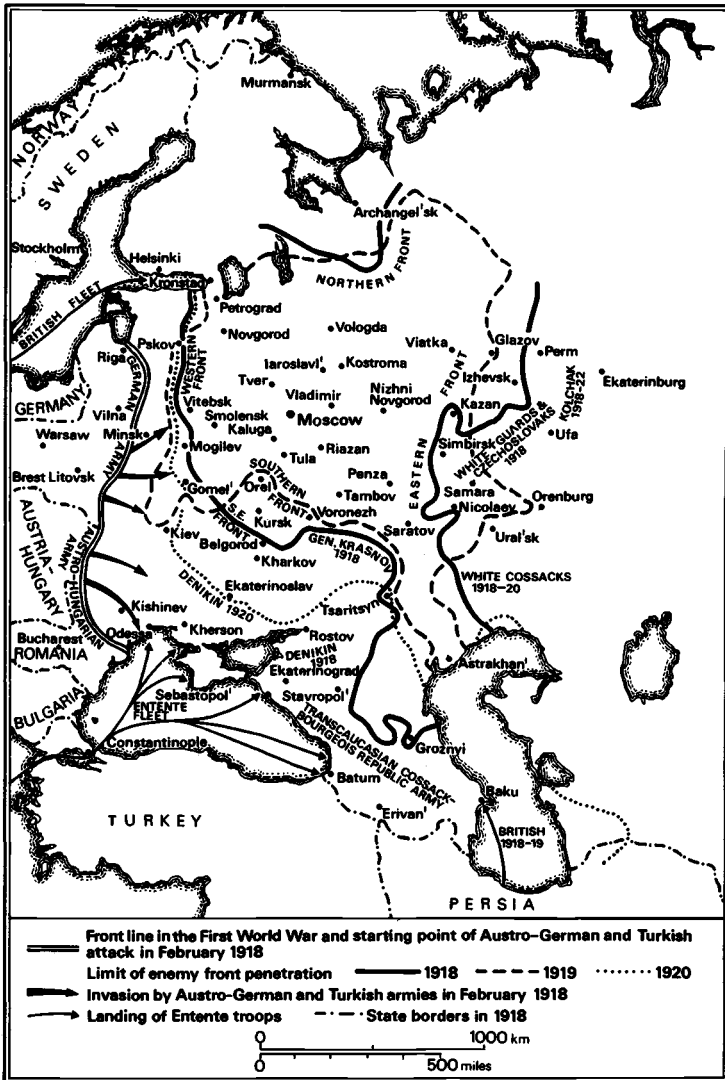 Murmansk
NORWAY
SWEDEN
Archangel'sk
Stockholm
Helsinki
Kronstad
NORTHERN FRONT
BRITISH FLEET
Petrograd
Novgorod
Vologda
Viatka
Glazov
Perm
Riga
Pskov
WESTERN
FRONT
Iaroslavl'
Kostroma
EASTERN FRONT
Izhevsk
Ekaterinburg
GERMAN
ARMY
Tver
Vladimir
Nizhni
Novgorod
Kazan
KOLCHAK
1918–22
GERMANY
Vilna
Vitebsk
Smolensk
Moscow
Warsaw
Minsk
Kaluga
Riazan
Simbirsk
WHITE GUARDS &
CZECHOSLOVAKS
1918
Ufa
Mogilev
Tula
Brest Litovsk
SOUTHERN
FRONT
Penza
Samara
Gomel'
Orel
Tambov
Nicolaev
Orenburg
AUSTRIA-
HUNGARY
S.E.
FRONT
Kursk
Voronezh
Saratov
Ural'sk
AUSTRO-HUNGARIAN
ARMY
Kiev
Belgorod
GEN. KRASNOV
1918
Kharkov
DENIKIN 1920
Ekaterinoslav
Tsaritsyn
WHITE COSSACKS
1918–20
Kishinev
Kherson
Bucharest
ROMANIA
Odessa
Rostov
DENIKIN
1918
Astrakhan'
Ekaterinograd
BULGARIA
Sebastopol'
Stavropol'
ENTENTE
FLEET
TRANSCAUCASIAN COSSACK-
BOURGEOIS REPUBLIC ARMY
Constantinople
Groznyi
Batum
Baku
TURKEY
Erivan'
BRITISH
1918–19
PERSIA
Front line in the First World War and starting point of Austro-German and Turkish
attack in February 1918
Limit of enemy front penetration 1918 1919 1920
Invasion by Austro-German and Turkish armies in February 1918
Landing of Entente troops State borders in 1918
0 1000 km
0 500 miles